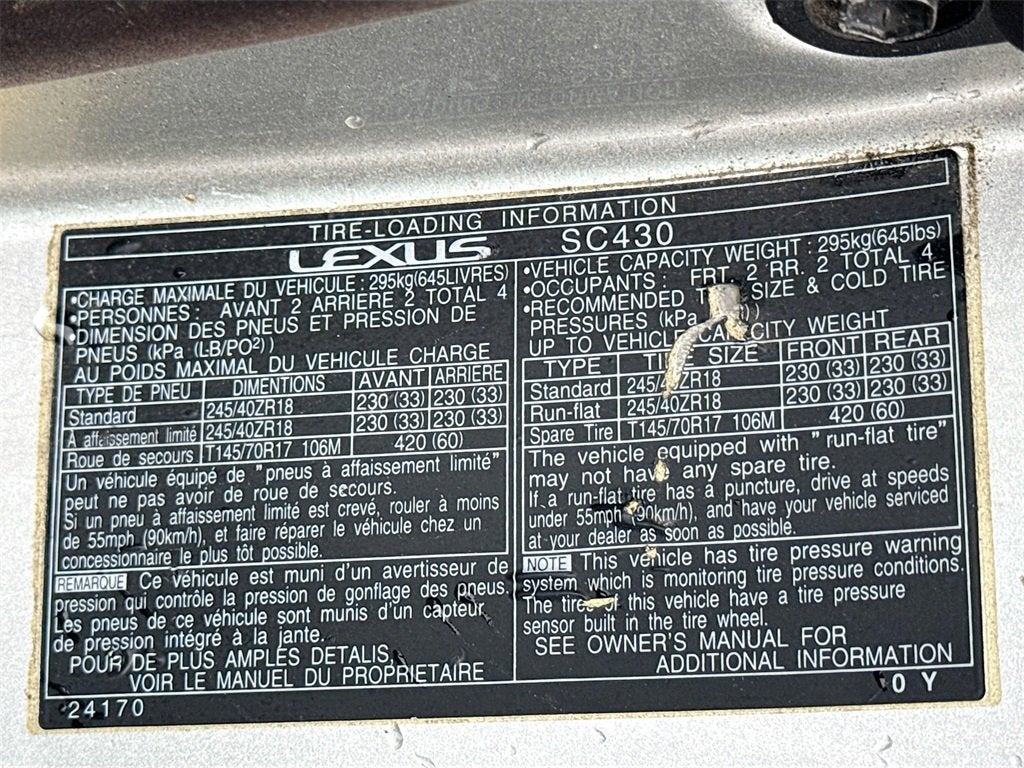 TIRE-LOADING INFORMATION
LEXUS SC430
•CHARGE MAXIMALE DU VÉHICULE : 295kg(645LIVRES)
•PERSONNES : AVANT 2 ARRIERE 2 TOTAL 4
•DIMENSION DES PNEUS ET PRESSION DE
PNEUS (kPa (LB/PO²))
AU POIDS MAXIMAL DU VEHICULE CHARGE
TYPE DE PNEU DIMENTIONS AVANT ARRIERE
Standard 245/40ZR18 230 (33) 230 (33)
A affaissement limité 245/40ZR18 230 (33) 230 (33)
Roue de secours T145/70R17 106M 420 (60)
Un véhicule équipé de "pneus à affaissement limité"
peut ne pas avoir de roue de secours.
Si un pneu à affaissement limité est crevé, rouler à moins
de 55mph (90km/h), et faire réparer le véhicule chez un
concessionnaire le plus tôt possible.
REMARQUE Ce véhicule est muni d'un avertisseur de
pression qui contrôle la pression de gonflage des pneus.
Les pneus de ce véhicule sont munis d'un capteur
de pression intégré à la jante.
POUR DE PLUS AMPLES DETAILS,
VOIR LE MANUEL DU PROPRIETAIRE
24170
•VEHICLE CAPACITY WEIGHT : 295kg(645lbs)
•OCCUPANTS : FRT. 2 RR. 2 TOTAL 4
•RECOMMENDED SIZE & COLD TIRE
PRESSURES (kPa
UP TO VEHICLE CAPACITY WEIGHT
TYPE TIRE SIZE FRONT REAR
Standard 245/40ZR18 230 (33) 230 (33)
Run-flat 245/40ZR18 230 (33) 230 (33)
Spare Tire T145/70R17 106M 420 (60)
The vehicle equipped with "run-flat tire"
may not have any spare tire.
If a run-flat tire has a puncture, drive at speeds
under 55mph (90km/h), and have your vehicle serviced
at your dealer as soon as possible.
NOTE This vehicle has tire pressure warning
system which is monitoring tire pressure conditions.
The tires of this vehicle have a tire pressure
sensor built in the tire wheel.
SEE OWNER'S MANUAL FOR
ADDITIONAL INFORMATION
0 Y